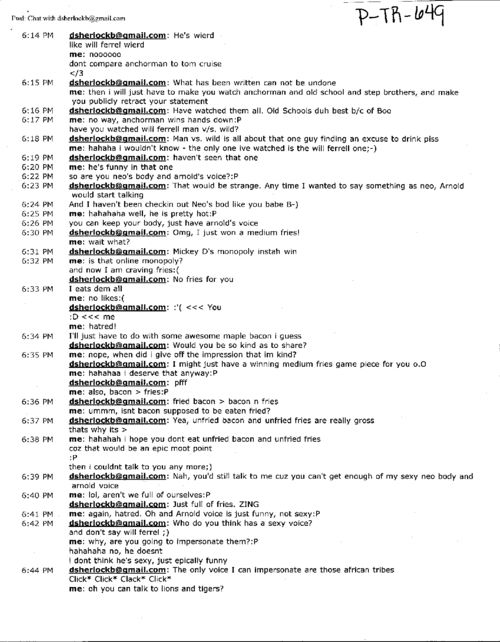 Fwd: Chat with dsherlockb@gmail.com
P-TR-649
6:14 PM dsherlockb@gmail.com: He's wierd
like will ferrel wierd
me: noooooo
dont compare anchorman to tom cruise
</3
6:15 PM dsherlockb@gmail.com: What has been written can not be undone
me: then i will just have to make you watch anchorman and old school and step brothers, and make
you publicly retract your statement
6:16 PM dsherlockb@gmail.com: Have watched them all. Old Schools duh best b/c of Boo
6:17 PM me: no way, anchorman wins hands down:P
have you watched will ferrell man v/s. wild?
6:18 PM dsherlockb@gmail.com: Man vs. wild is all about that one guy finding an excuse to drink piss
me: hahaha i wouldn't know - the only one ive watched is the will ferrell one;-)
6:19 PM dsherlockb@gmail.com: haven't seen that one
6:20 PM me: he's funny in that one
6:22 PM so are you neo's body and arnold's voice?:P
6:23 PM dsherlockb@gmail.com: That would be strange. Any time I wanted to say something as neo, Arnold
would start talking
6:24 PM And I haven't been checkin out Neo's bod like you babe B-)
6:25 PM me: hahahaha well, he is pretty hot:P
6:26 PM you can keep your body, just have arnold's voice
6:30 PM dsherlockb@gmail.com: Omg, I just won a medium fries!
me: wait what?
6:31 PM dsherlockb@gmail.com: Mickey D's monopoly instah win
6:32 PM me: is that online monopoly?
and now I am craving fries:(
dsherlockb@gmail.com: No fries for you
6:33 PM I eats dem all
me: no likes:(
dsherlockb@gmail.com: :'( <<< You
:D <<< me
me: hatred!
6:34 PM I'll just have to do with some awesome maple bacon i guess
dsherlockb@gmail.com: Would you be so kind as to share?
6:35 PM me: nope, when did i give off the impression that im kind?
dsherlockb@gmail.com: I might just have a winning medium fries game piece for you o.O
me: hahahaa i deserve that anyway:P
dsherlockb@gmail.com: pfff
me: also, bacon > fries:P
6:36 PM dsherlockb@gmail.com: fried bacon > bacon n fries
me: ummm, isnt bacon supposed to be eaten fried?
6:37 PM dsherlockb@gmail.com: Yea, unfried bacon and unfried fries are really gross
thats why its >
6:38 PM me: hahahah i hope you dont eat unfried bacon and unfried fries
coz that would be an epic moot point
:P
then i couldnt talk to you any more;)
6:39 PM dsherlockb@gmail.com: Nah, you'd still talk to me cuz you can't get enough of my sexy neo body and
arnold voice
6:40 PM me: lol, aren't we full of ourselves:P
dsherlockb@gmail.com: Just full of fries. ZING
6:41 PM me: again, hatred. Oh and Arnold voice is just funny, not sexy:P
6:42 PM dsherlockb@gmail.com: Who do you think has a sexy voice?
and don't say will ferrel ;)
me: why, are you going to impersonate them?:P
hahahaha no, he doesnt
i dont think he's sexy, just epically funny
6:44 PM dsherlockb@gmail.com: The only voice I can impersonate are those african tribes
Click* Click* Clack* Click*
me: oh you can talk to lions and tigers?